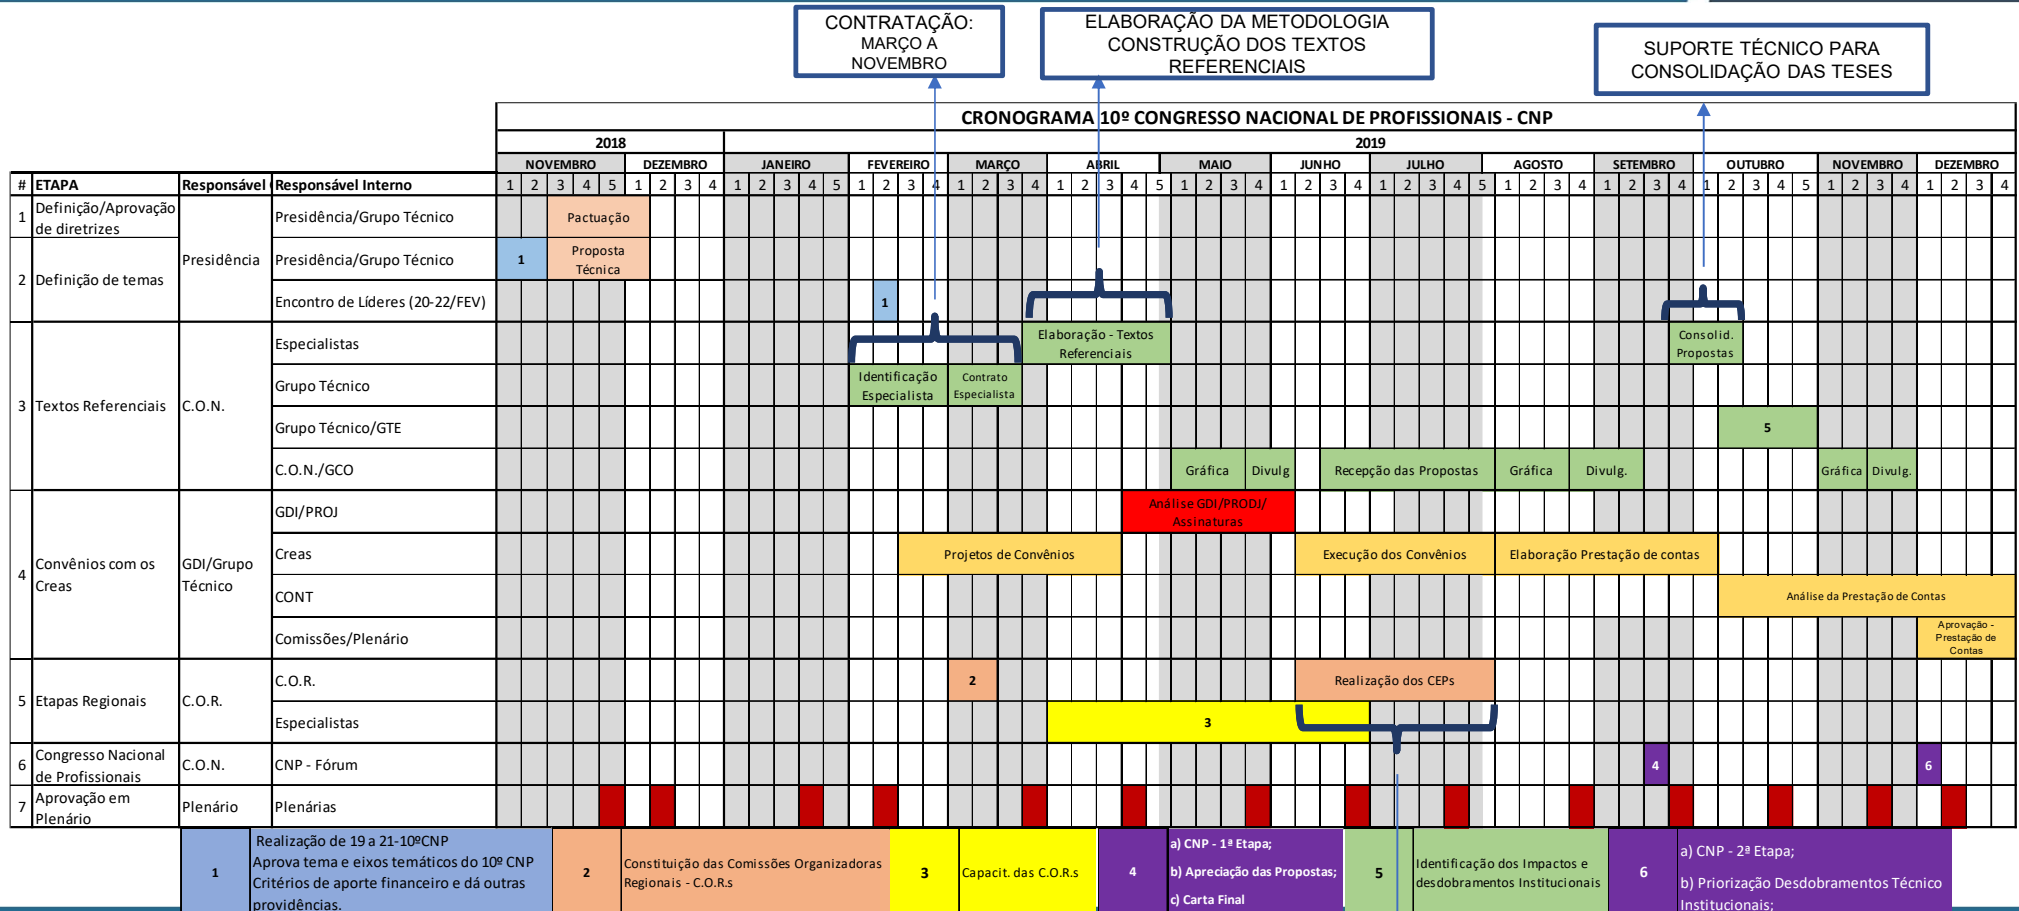 CONTRATAÇÃO:
MARÇO A
NOVEMBRO
ELABORAÇÃO DA METODOLOGIA
CONSTRUÇÃO DOS TEXTOS
REFERENCIAIS
SUPORTE TÉCNICO PARA
CONSOLIDAÇÃO DAS TESES
CRONOGRAMA 10º CONGRESSO NACIONAL DE PROFISSIONAIS - CNP
2018 2019
NOVEMBRO DEZEMBRO JANEIRO FEVEREIRO MARÇO ABRIL MAIO JUNHO JULHO AGOSTO SETEMBRO OUTUBRO NOVEMBRO DEZEMBRO
# ETAPA Responsável Responsável Interno 1 2 3 4 5 1 2 3 4 1 2 3 4 5 1 2 3 4 1 2 3 4 1 2 3 4 5 1 2 3 4 1 2 3 4 1 2 3 4 5 1 2 3 4 1 2 3 4 1 2 3 4 5 1 2 3 4 1 2 3 4
1 Definição/Aprovação
de diretrizes
Presidência
Presidência/Grupo Técnico
Pactuação
2 Definição de temas
Presidência/Grupo Técnico
1
Proposta
Técnica
Encontro de Líderes (20-22/FEV)
1
3 Textos Referenciais
C.O.N.
Especialistas
Elaboração - Textos
Referenciais
Consolid.
Propostas
Grupo Técnico
Identificação
Especialista
Contrato
Especialista
Grupo Técnico/GTE
5
C.O.N./GCO
Gráfica Divulg Recepção das Propostas Gráfica Divulg. Gráfica Divulg.
4 Convênios com os
Creas
GDI/Grupo
Técnico
GDI/PROJ
Análise GDI/PRODJ/
Assinaturas
Creas
Projetos de Convênios Execução dos Convênios Elaboração Prestação de contas
CONT
Análise da Prestação de Contas
Comissões/Plenário
Aprovação -
Prestação de
Contas
5 Etapas Regionais
C.O.R.
C.O.R.
2 Realização dos CEPs
Especialistas
3
6 Congresso Nacional
de Profissionais
C.O.N.
CNP - Fórum
4 6
7 Aprovação em
Plenário
Plenário
Plenárias
1
Realização de 19 a 21-10ºCNP
Aprova tema e eixos temáticos do 10º CNP
Critérios de aporte financeiro e dá outras
providências.
2
Constituição das Comissões Organizadoras
Regionais - C.O.R.s
3
Capacit. das C.O.R.s
4
a) CNP - 1ª Etapa;
b) Apreciação das Propostas;
c) Carta Final
5
Identificação dos Impactos e
desdobramentos Institucionais
6
a) CNP - 2ª Etapa;
b) Priorização Desdobramentos Técnico
Institucionais;